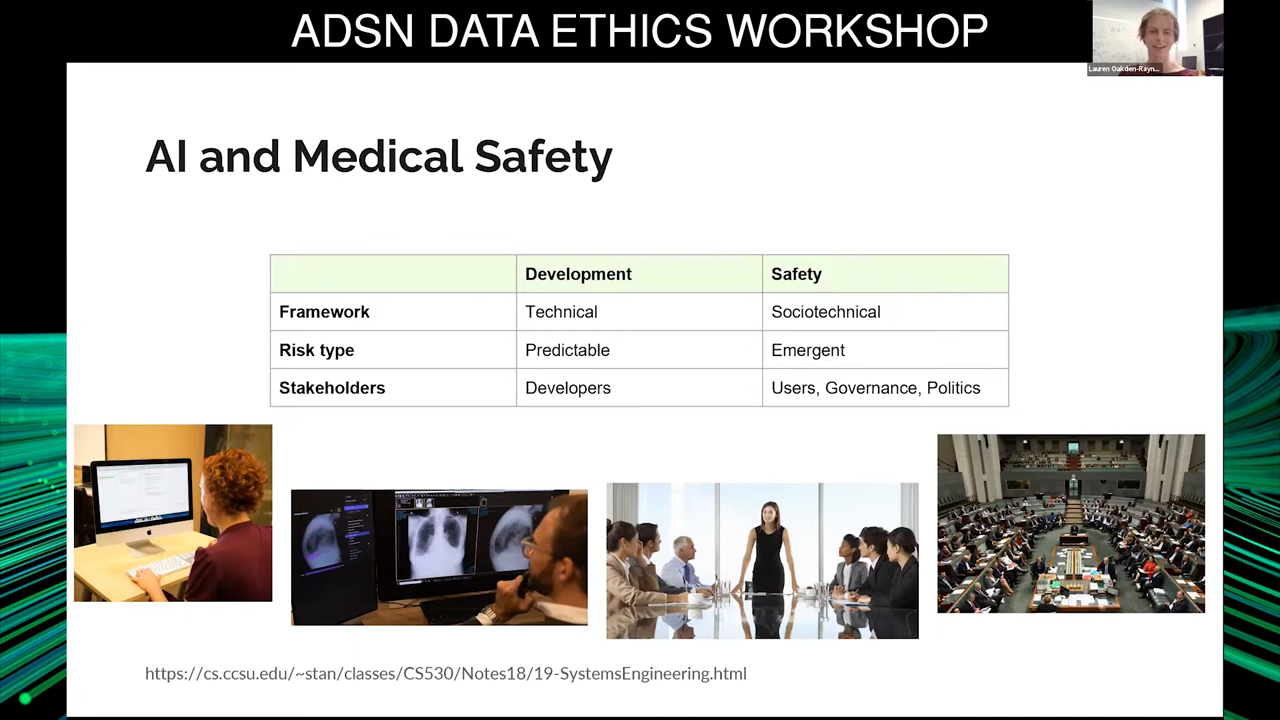 ADSN DATA ETHICS WORKSHOP
Lauren Oakden-Rayn...
AI and Medical Safety
Development Safety
Framework Technical Sociotechnical
Risk type Predictable Emergent
Stakeholders Developers Users, Governance, Politics
https://cs.ccsu.edu/~stan/classes/CS530/Notes18/19-SystemsEngineering.html